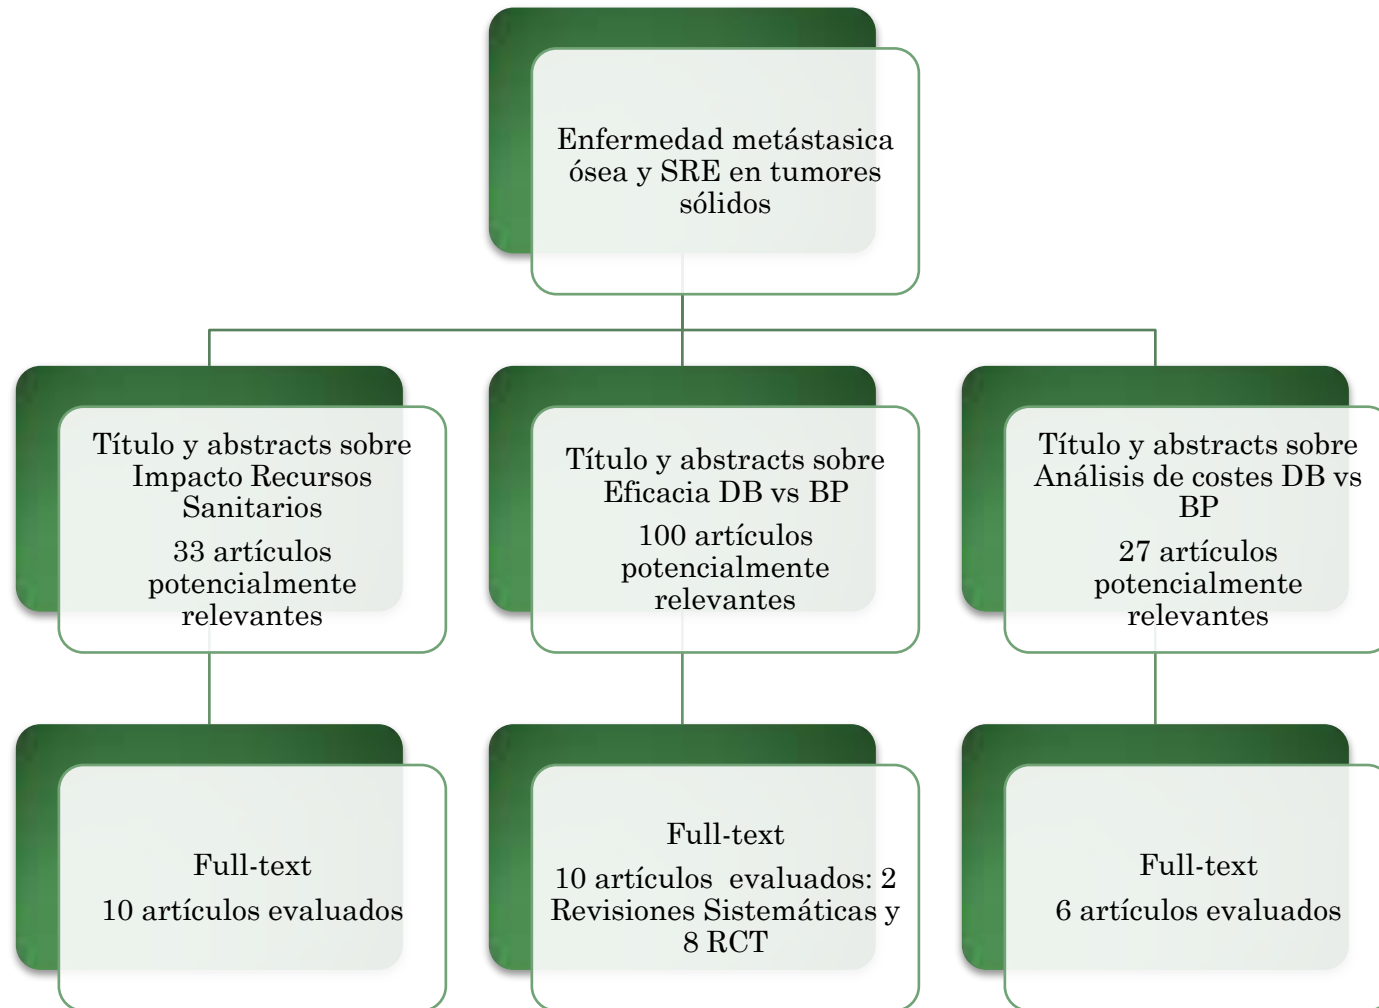 Enfermedad metástasica
ósea y SRE en tumores
sólidos
Título y abstracts sobre
Impacto Recursos
Sanitarios
33 artículos
potencialmente
relevantes
Título y abstracts sobre
Eficacia DB vs BP
100 artículos
potencialmente
relevantes
Título y abstracts sobre
Análisis de costes DB vs
BP
27 artículos
potencialmente
relevantes
Full-text
10 artículos evaluados
Full-text
10 artículos evaluados: 2
Revisiones Sistemáticas y
8 RCT
Full-text
6 artículos evaluados